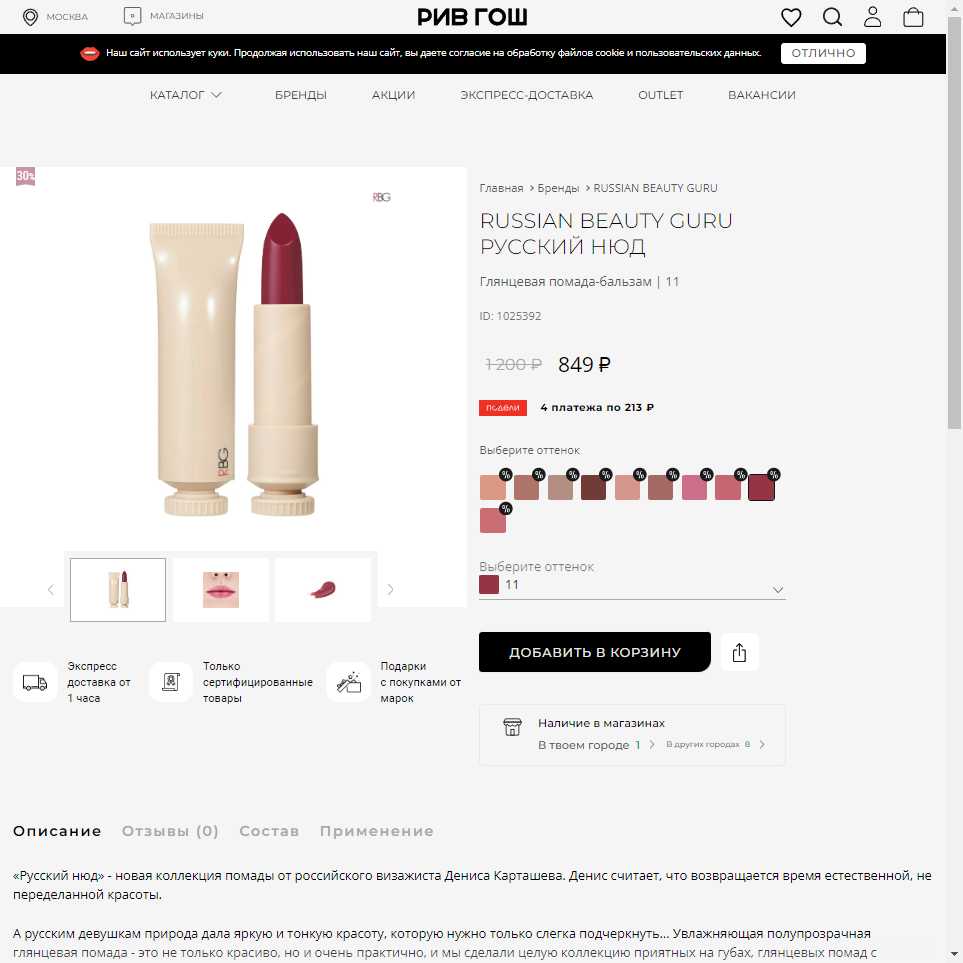 МОСКВА
МАГАЗИНЫ
РИВ ГОШ
Наш сайт использует куки. Продолжая использовать наш сайт, вы даете согласие на обработку файлов cookie и пользовательских данных.
ОТЛИЧНО
КАТАЛОГ
БРЕНДЫ
АКЦИИ
ЭКСПРЕСС-ДОСТАВКА
OUTLET
ВАКАНСИИ
30%
RBG
RBG
Экспресс
доставка от
1 часа
Только
сертифицированные
товары
Подарки
с покупками от
марок
Главная > Бренды > RUSSIAN BEAUTY GURU
RUSSIAN BEAUTY GURU
РУССКИЙ НЮД
Глянцевая помада-бальзам | 11
ID: 1025392
1 200 ₽ 849 ₽
ПОДЕЛИ 4 платежа по 213 ₽
Выберите оттенок
% % % % % % % % %
%
Выберите оттенок
11
ДОБАВИТЬ В КОРЗИНУ
Наличие в магазинах
В твоем городе 1 > В других городах 8 >
Описание Отзывы (0) Состав Применение
«Русский нюд» - новая коллекция помады от российского визажиста Дениса Карташева. Денис считает, что возвращается время естественной, не
переделанной красоты.
А русским девушкам природа дала яркую и тонкую красоту, которую нужно только слегка подчеркнуть... Увлажняющая полупрозрачная
глянцевая помада - это не только красиво, но и очень практично, и мы сделали целую коллекцию приятных на губах, глянцевых помад с